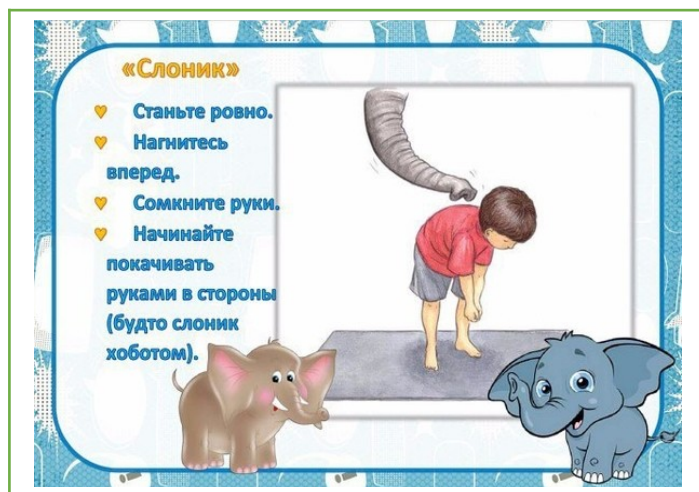 «Слоник»
Станьте ровно.
Нагнитесь
вперед.
Сомкните руки.
Начинайте
покачивать
руками в стороны
(будто слоник
хоботом).